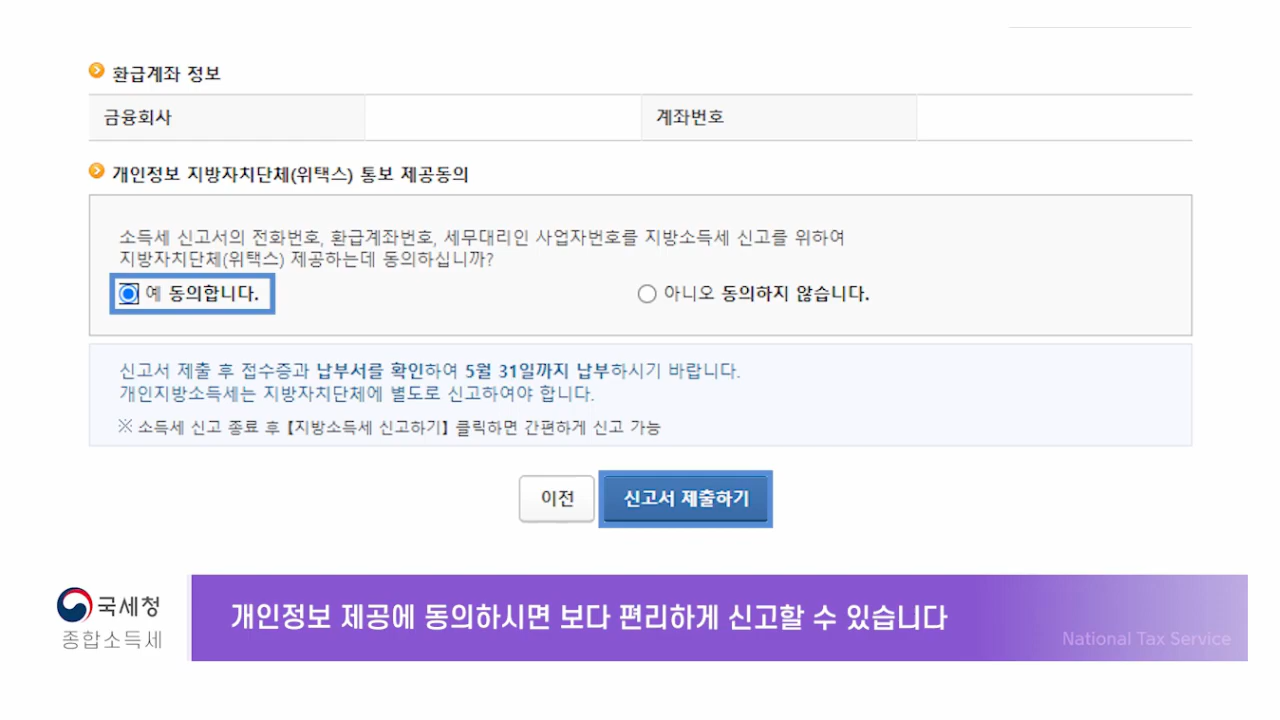 환급계좌 정보
금융회사
계좌번호
개인정보 지방자치단체(위택스) 통보 제공동의
소득세 신고서의 전화번호, 환급계좌번호, 세무대리인 사업자번호를 지방소득세 신고를 위하여
지방자치단체(위택스) 제공하는데 동의하십니까?
예 동의합니다.
아니오 동의하지 않습니다.
신고서 제출 후 접수증과 납부서를 확인하여 5월 31일까지 납부하시기 바랍니다.
개인지방소득세는 지방자치단체에 별도로 신고하여야 합니다.
※ 소득세 신고 종료 후 【지방소득세 신고하기】 클릭하면 간편하게 신고 가능
이전
신고서 제출하기
국세청
종합소득세
개인정보 제공에 동의하시면 보다 편리하게 신고할 수 있습니다
National Tax Service